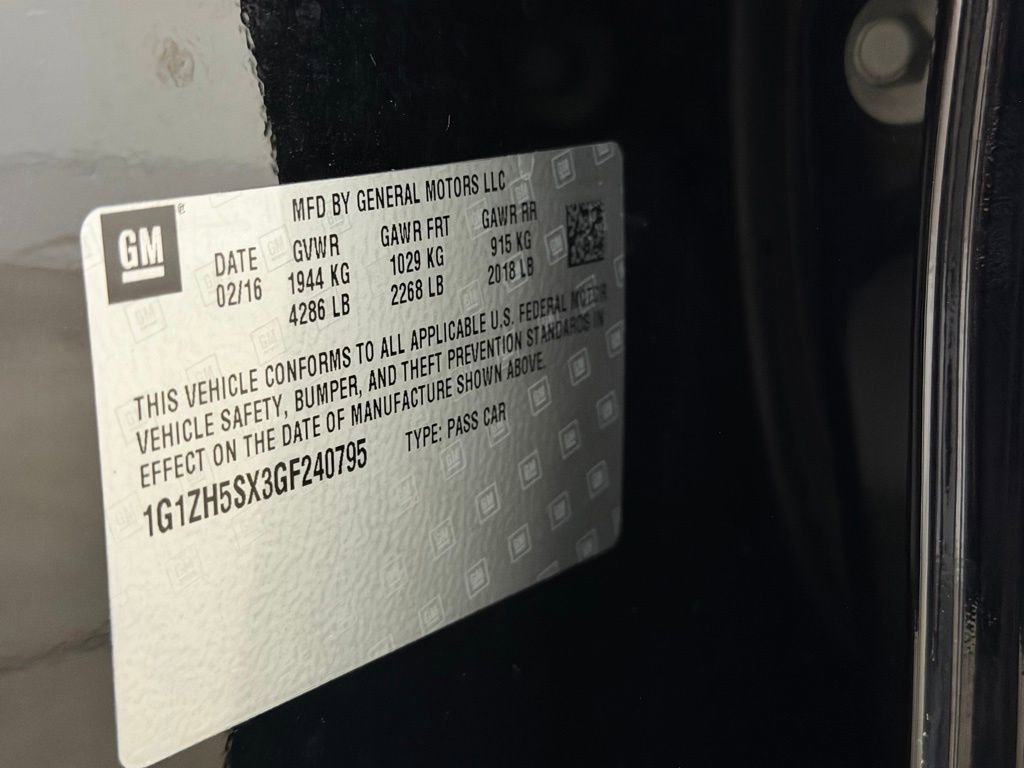 GM
MFD BY GENERAL MOTORS LLC
DATE GVWR GAWR FRT GAWR RR
02/16 1944 KG 1029 KG 915 KG
4286 LB 2268 LB 2018 LB
THIS VEHICLE CONFORMS TO ALL APPLICABLE U.S. FEDERAL MOTOR
VEHICLE SAFETY, BUMPER, AND THEFT PREVENTION STANDARDS IN
EFFECT ON THE DATE OF MANUFACTURE SHOWN ABOVE.
1G1ZH5SX3GF240795 TYPE: PASS CAR